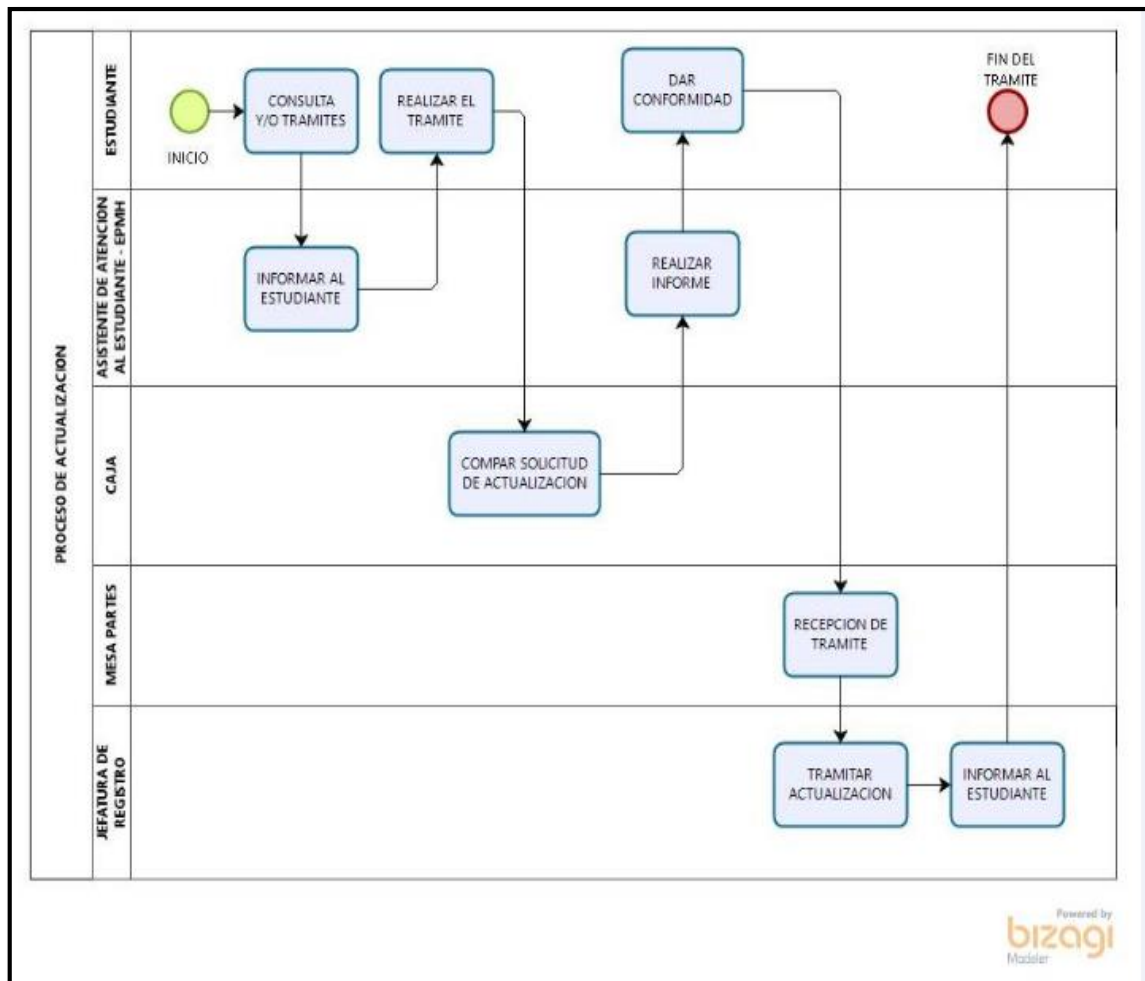 PROCESO DE ACTUALIZACION
ESTUDIANTE
INICIO
CONSULTA
Y/O TRAMITES
REALIZAR EL
TRAMITE
DAR
CONFORMIDAD
FIN DEL
TRAMITE
ASISTENTE DE ATENCION
AL ESTUDIANTE - EPMH
INFORMAR AL
ESTUDIANTE
REALIZAR
INFORME
CAJA
COMPAR SOLICITUD
DE ACTUALIZACION
MESA PARTES
RECEPCION DE
TRAMITE
JEFATURA DE
REGISTRO
TRAMITAR
ACTUALIZACION
INFORMAR AL
ESTUDIANTE
Powered by
bizagi
Modeler